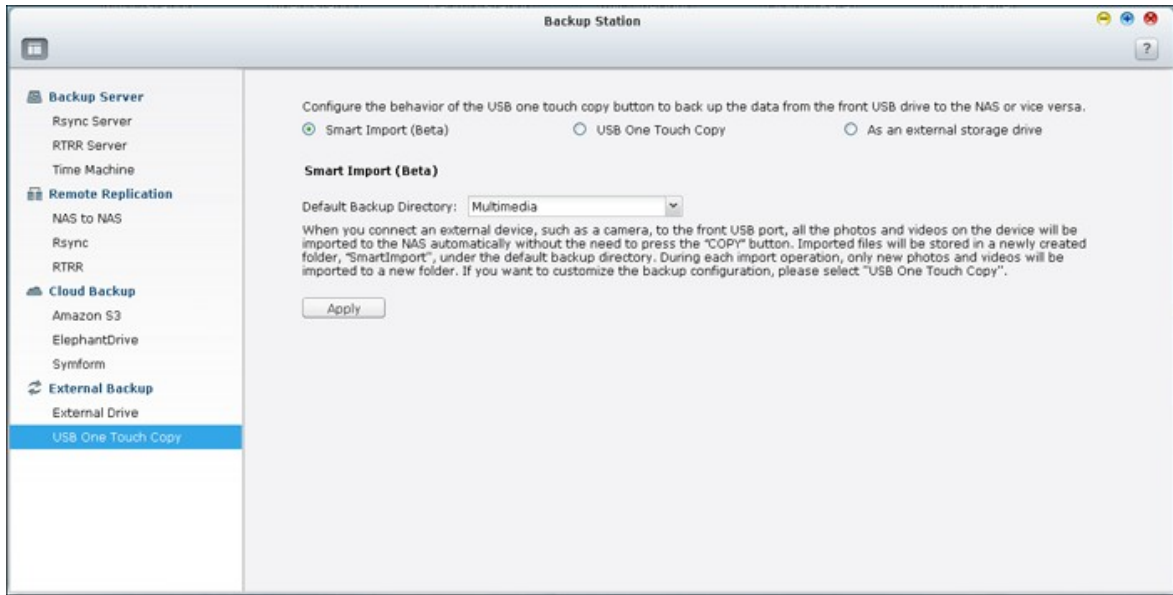 Backup Station
?
Backup Server
Rsync Server
RTRR Server
Time Machine
Remote Replication
NAS to NAS
Rsync
RTRR
Cloud Backup
Amazon S3
ElephantDrive
Symform
External Backup
External Drive
USB One Touch Copy
Configure the behavior of the USB one touch copy button to back up the data from the front USB drive to the NAS or vice versa.
Smart Import (Beta) USB One Touch Copy As an external storage drive
Smart Import (Beta)
Default Backup Directory: Multimedia
When you connect an external device, such as a camera, to the front USB port, all the photos and videos on the device will be
imported to the NAS automatically without the need to press the "COPY" button. Imported files will be stored in a newly created
folder, "SmartImport", under the default backup directory. During each import operation, only new photos and videos will be
imported to a new folder. If you want to customize the backup configuration, please select "USB One Touch Copy".
Apply